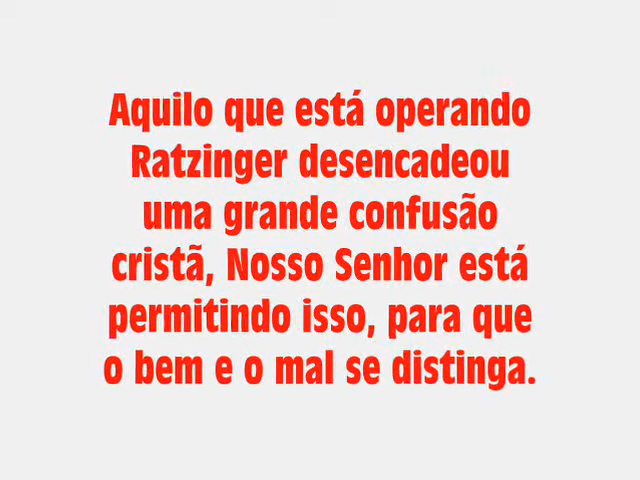 Aquilo que está operando
Ratzinger desencadeou
uma grande confusão
cristã, Nosso Senhor está
permitindo isso, para que
o bem e o mal se distinga.